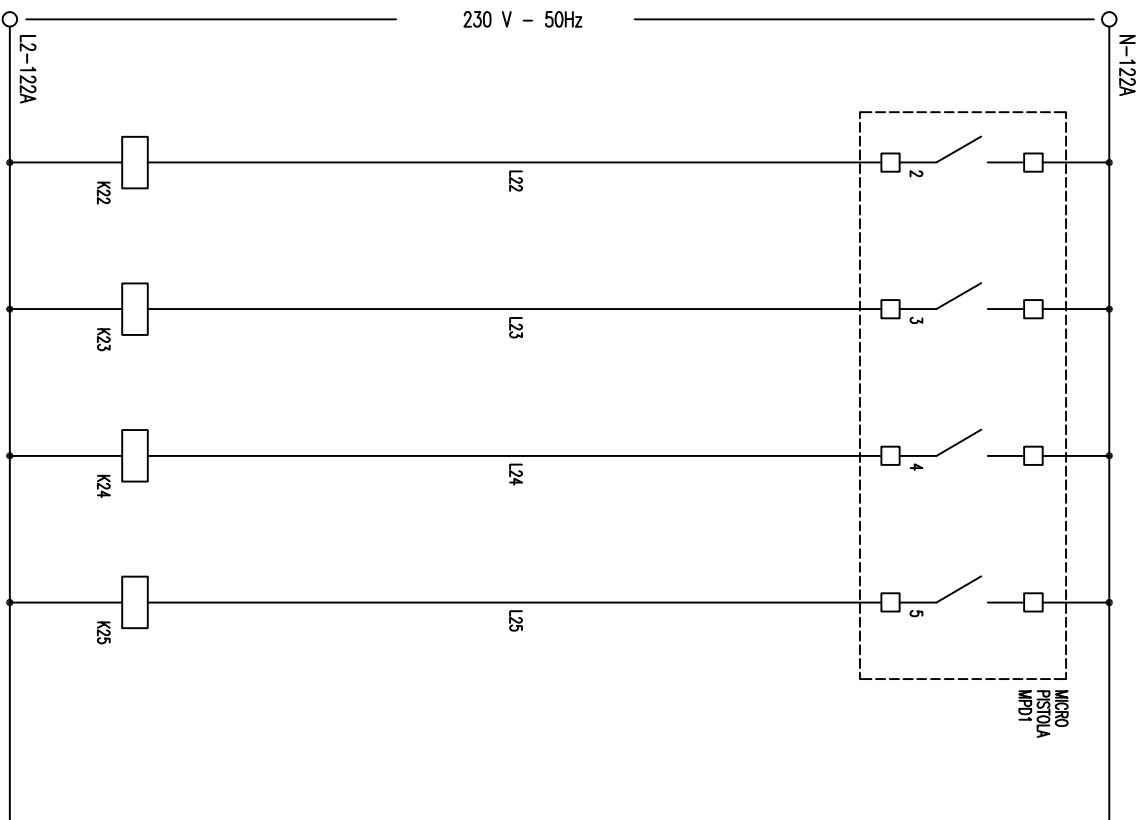 230 V - 50Hz
L2-122A
N-122A
K22
L22
2
K23
L23
3
K24
L24
4
K25
L25
5
MICRO
PISTOLA
MPD1